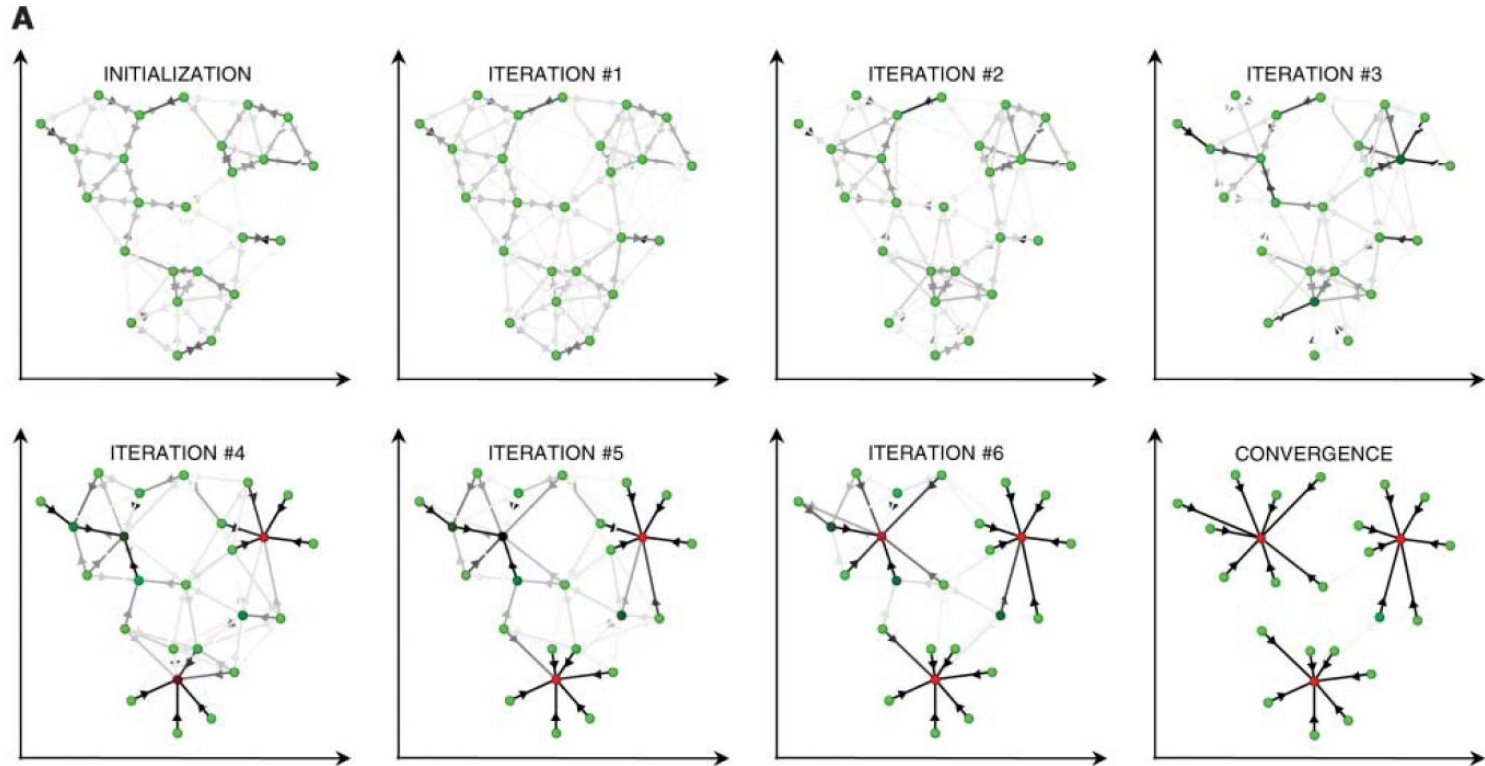 A
INITIALIZATION
ITERATION #1
ITERATION #2
ITERATION #3
ITERATION #4
ITERATION #5
ITERATION #6
CONVERGENCE